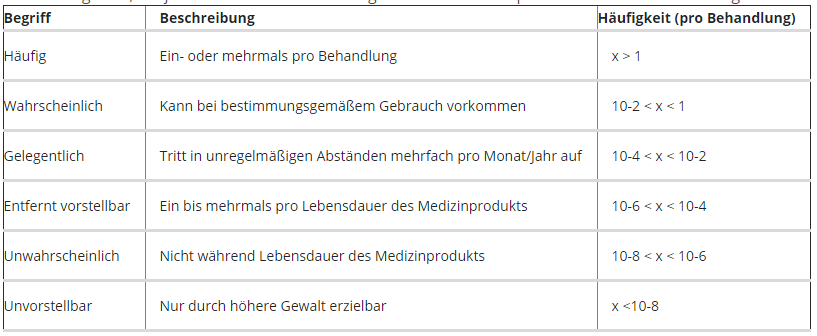 Begriff Beschreibung Häufigkeit (pro Behandlung)
Häufig Ein- oder mehrmals pro Behandlung x > 1
Wahrscheinlich Kann bei bestimmungsgemäßem Gebrauch vorkommen 10-2 < x < 1
Gelegentlich Tritt in unregelmäßigen Abständen mehrfach pro Monat/Jahr auf 10-4 < x < 10-2
Entfernt vorstellbar Ein bis mehrmals pro Lebensdauer des Medizinprodukts 10-6 < x < 10-4
Unwahrscheinlich Nicht während Lebensdauer des Medizinprodukts 10-8 < x < 10-6
Unvorstellbar Nur durch höhere Gewalt erzielbar x <10-8